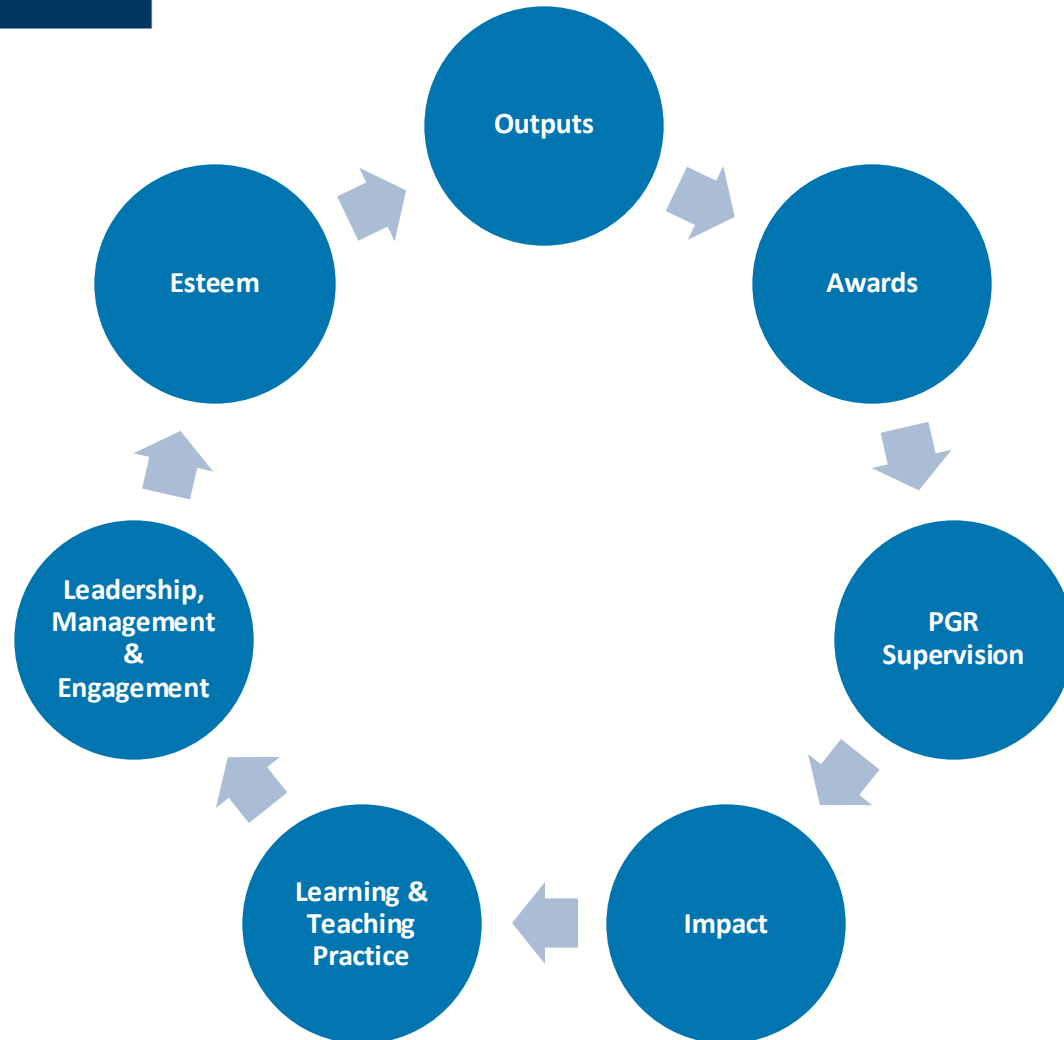 Outputs
Awards
PGR
Supervision
Impact
Learning &
Teaching
Practice
Leadership,
Management
&
Engagement
Esteem